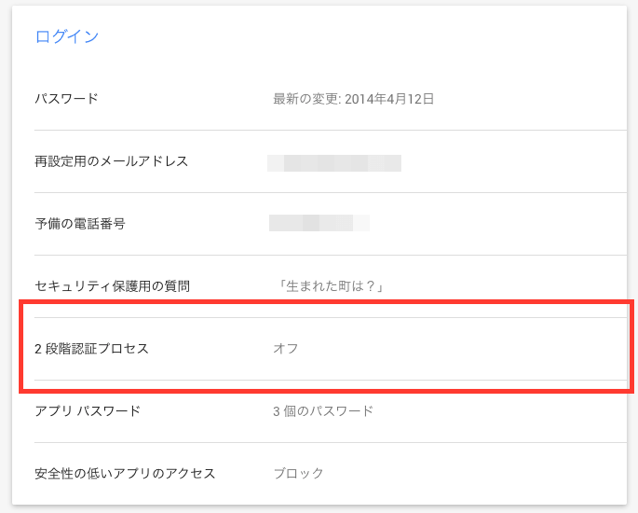 ログイン
パスワード 最新の変更: 2014年4月12日
再設定用のメールアドレス
予備の電話番号
セキュリティ保護用の質問 「生まれた町は？」
2 段階認証プロセス オフ
アプリ パスワード 3 個のパスワード
安全性の低いアプリのアクセス ブロック